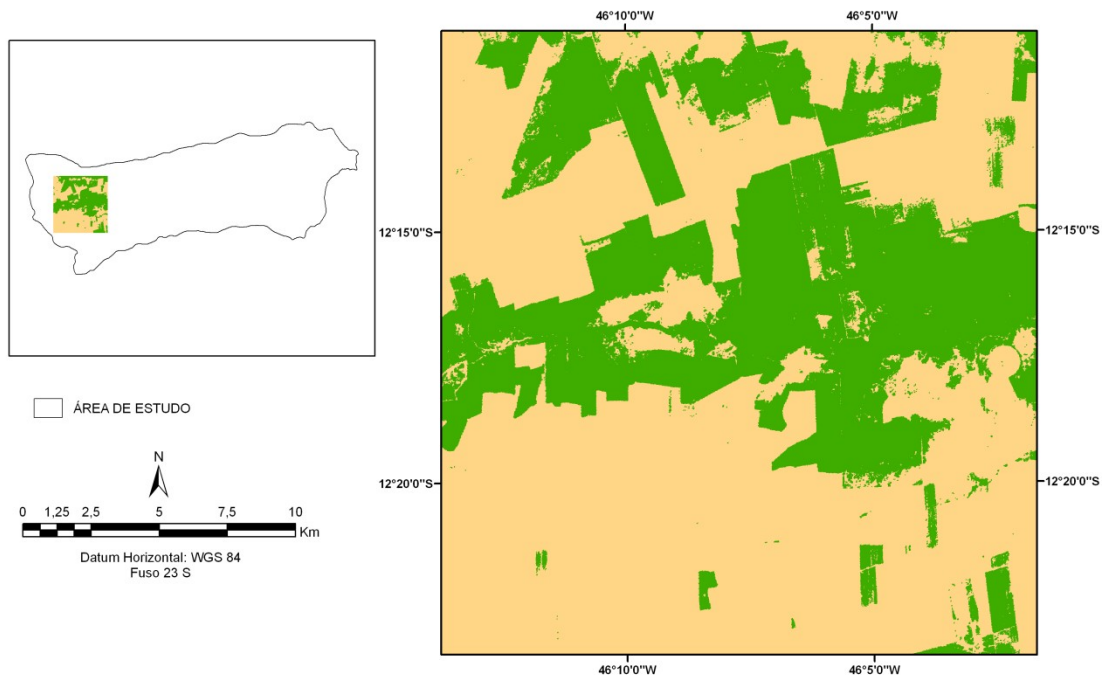 46°10'0"W 46°5'0"W
12°15'0"S 12°15'0"S
ÁREA DE ESTUDO
N
12°20'0"S 12°20'0"S
0 1,25 2,5 5 7,5 10
Km
Datum Horizontal: WGS 84
Fuso 23 S
46°10'0"W 46°5'0"W